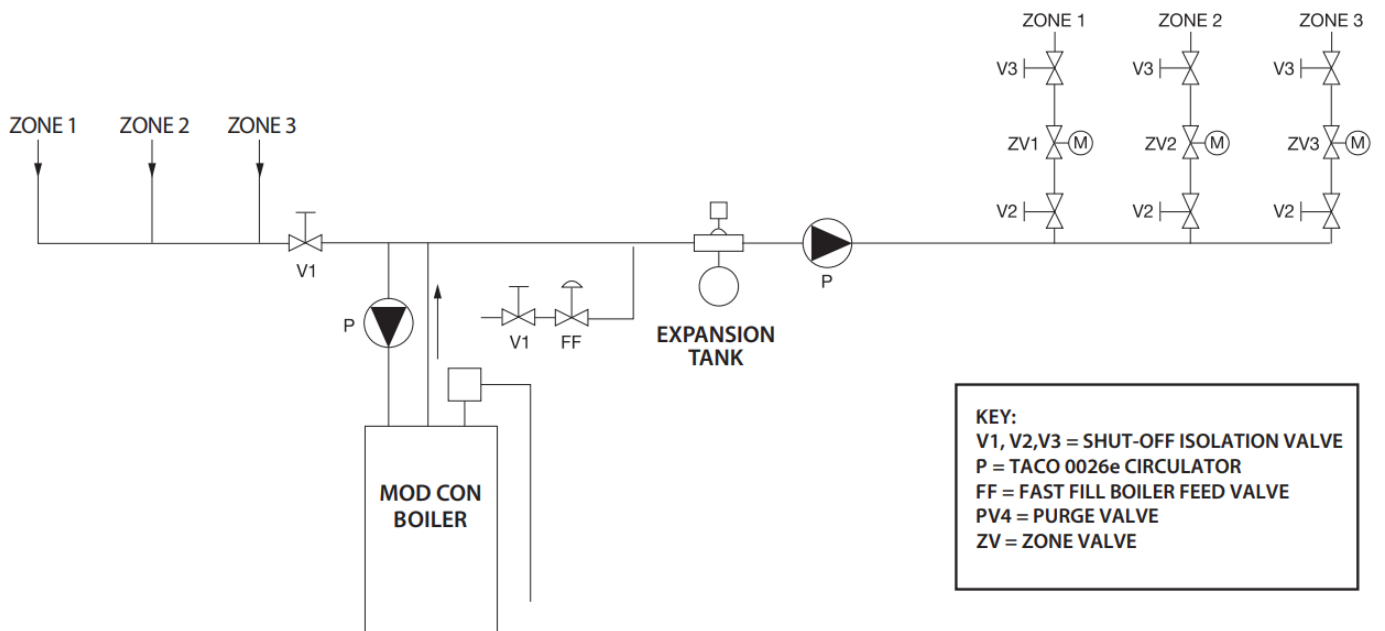 ZONE 1 ZONE 2 ZONE 3
V3 V3 V3
ZONE 1 ZONE 2 ZONE 3
ZV1 M ZV2 M ZV3 M
V2 V2 V2
V1
P
P
V1 FF
EXPANSION
TANK
MOD CON
BOILER
KEY:
V1, V2,V3 = SHUT-OFF ISOLATION VALVE
P = TACO 0026e CIRCULATOR
FF = FAST FILL BOILER FEED VALVE
PV4 = PURGE VALVE
ZV = ZONE VALVE